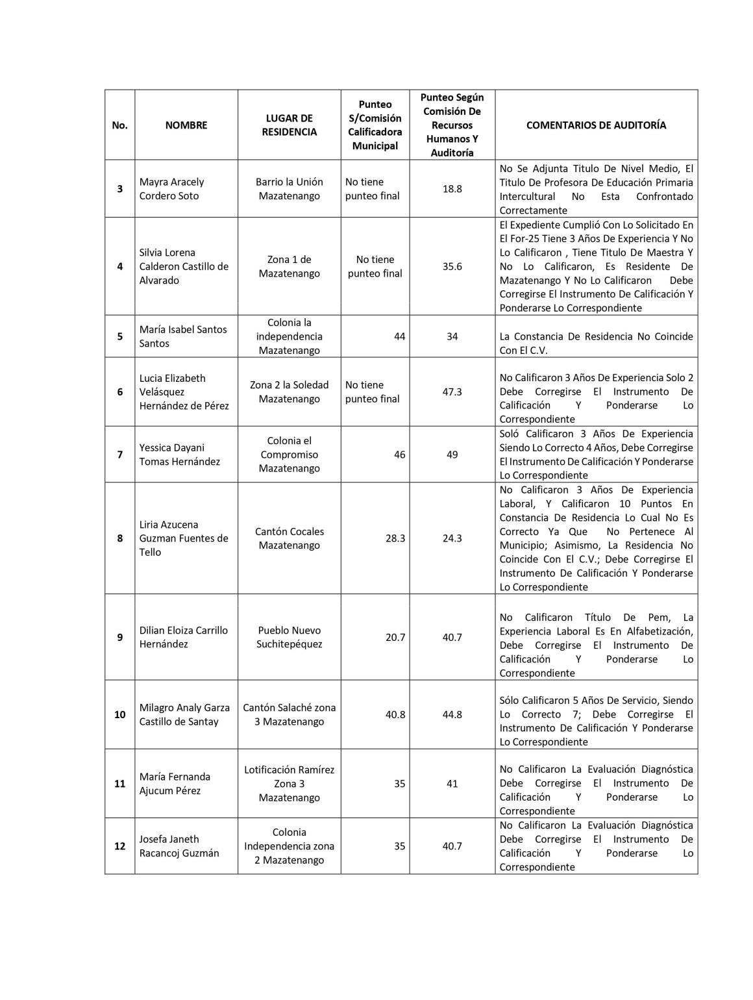 No.
NOMBRE
LUGAR DE
RESIDENCIA
Punteo
S/Comisión
Calificadora
Municipal
Punteo Según
Comisión De
Recursos
Humanos Y
Auditoría
COMENTARIOS DE AUDITORÍA
3
Mayra Aracely
Cordero Soto
Barrio la Unión
Mazatenango
No tiene
punteo final
18.8
No Se Adjunta Titulo De Nivel Medio, El
Titulo De Profesora De Educación Primaria
Intercultural No Esta Confrontado
Correctamente
4
Silvia Lorena
Calderon Castillo de
Alvarado
Zona 1 de
Mazatenango
No tiene
punteo final
35.6
El Expediente Cumplió Con Lo Solicitado En
El For-25 Tiene 3 Años De Experiencia Y No
Lo Calificaron , Tiene Titulo De Maestra Y
No Lo Calificaron, Es Residente De
Mazatenango Y No Lo Calificaron Debe
Corregirse El Instrumento De Calificación Y
Ponderarse Lo Correspondiente
5
María Isabel Santos
Santos
Colonia la
independencia
Mazatenango
44
34
La Constancia De Residencia No Coincide
Con El C.V.
6
Lucia Elizabeth
Velásquez
Hernández de Pérez
Zona 2 la Soledad
Mazatenango
No tiene
punteo final
47.3
No Calificaron 3 Años De Experiencia Solo 2
Debe Corregirse El Instrumento De
Calificación Y Ponderarse Lo
Correspondiente
7
Yessica Dayani
Tomas Hernández
Colonia el
Compromiso
Mazatenango
46
49
Soló Calificaron 3 Años De Experiencia
Siendo Lo Correcto 4 Años, Debe Corregirse
El Instrumento De Calificación Y Ponderarse
Lo Correspondiente
8
Liria Azucena
Guzman Fuentes de
Tello
Cantón Cocales
Mazatenango
28.3
24.3
No Calificaron 3 Años De Experiencia
Laboral, Y Calificaron 10 Puntos En
Constancia De Residencia Lo Cual No Es
Correcto Ya Que No Pertenece Al
Municipio; Asimismo, La Residencia No
Coincide Con El C.V.; Debe Corregirse El
Instrumento De Calificación Y Ponderarse
Lo Correspondiente
9
Dilian Eloiza Carrillo
Hernández
Pueblo Nuevo
Suchitepéquez
20.7
40.7
No Calificaron Título De Pem, La
Experiencia Laboral Es En Alfabetización,
Debe Corregirse El Instrumento De
Calificación Y Ponderarse Lo
Correspondiente
10
Milagro Analy Garza
Castillo de Santay
Cantón Salaché zona
3 Mazatenango
40.8
44.8
Sólo Calificaron 5 Años De Servicio, Siendo
Lo Correcto 7; Debe Corregirse El
Instrumento De Calificación Y Ponderarse
Lo Correspondiente
11
María Fernanda
Ajucum Pérez
Lotificación Ramírez
Zona 3
Mazatenango
35
41
No Calificaron La Evaluación Diagnóstica
Debe Corregirse El Instrumento De
Calificación Y Ponderarse Lo
Correspondiente
12
Josefa Janeth
Racancoj Guzmán
Colonia
Independencia zona
2 Mazatenango
35
40.7
No Calificaron La Evaluación Diagnóstica
Debe Corregirse El Instrumento De
Calificación Y Ponderarse Lo
Correspondiente